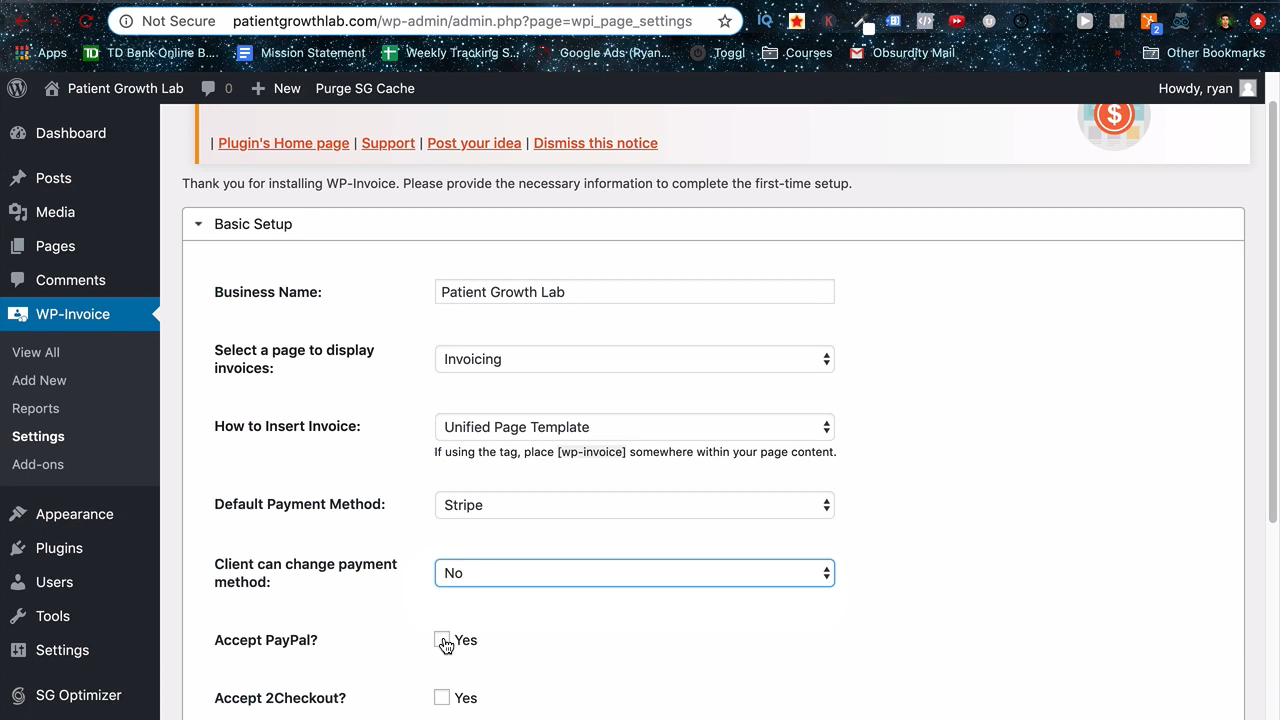 Not Secure patientgrowthlab.com/wp-admin/admin.php?page=wpi_page_settings
Apps TD Bank Online B... Mission Statement Weekly Tracking S... Google Ads (Ryan... Toggl Courses Absurdity Mail » Other Bookmarks
Patient Growth Lab 0 + New Purge SG Cache Howdy, ryan
Dashboard
Posts
Media
Pages
Comments
WP-Invoice
View All
Add New
Reports
Settings
Add-ons
Appearance
Plugins
Users
Tools
Settings
SG Optimizer
| Plugin's Home page | Support | Post your idea | Dismiss this notice
Thank you for installing WP-Invoice. Please provide the necessary information to complete the first-time setup.
Basic Setup
Business Name: Patient Growth Lab
Select a page to display
invoices:
Invoicing
How to Insert Invoice: Unified Page Template
If using the tag, place [wp-invoice] somewhere within your page content.
Default Payment Method: Stripe
Client can change payment
method:
No
Accept PayPal? Yes
Accept 2Checkout? Yes